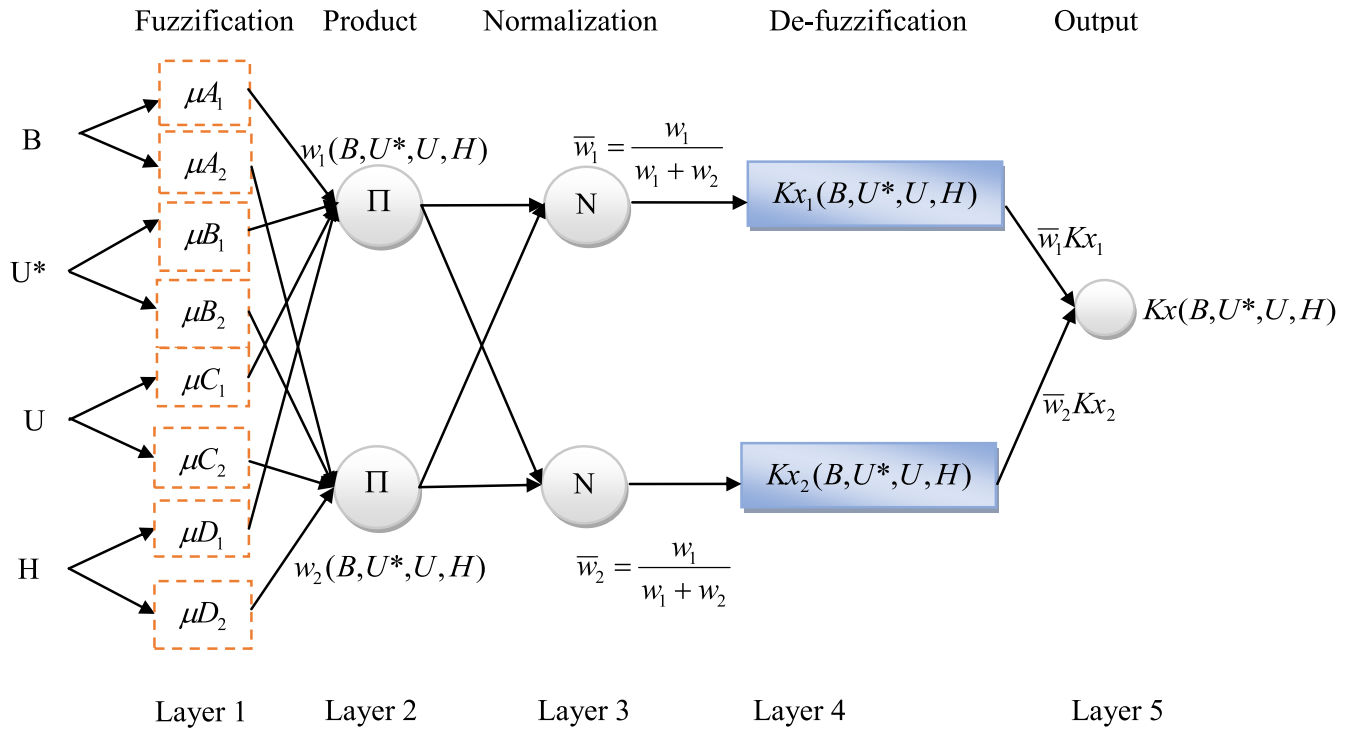 Fuzzification Product Normalization De-fuzzification Output
B
U*
U
H
μA₁
μA₂
μB₁
μB₂
μC₁
μC₂
μD₁
μD₂
w₁(B,U*,U,H)
Π
Π
w₂(B,U*,U,H)
w̅₁ = w₁ / (w₁ + w₂)
N
N
w̅₂ = w₁ / (w₁ + w₂)
Kx₁(B,U*,U,H)
Kx₂(B,U*,U,H)
w̅₁Kx₁
w̅₂Kx₂
Kx(B,U*,U,H)
Layer 1 Layer 2 Layer 3 Layer 4 Layer 5